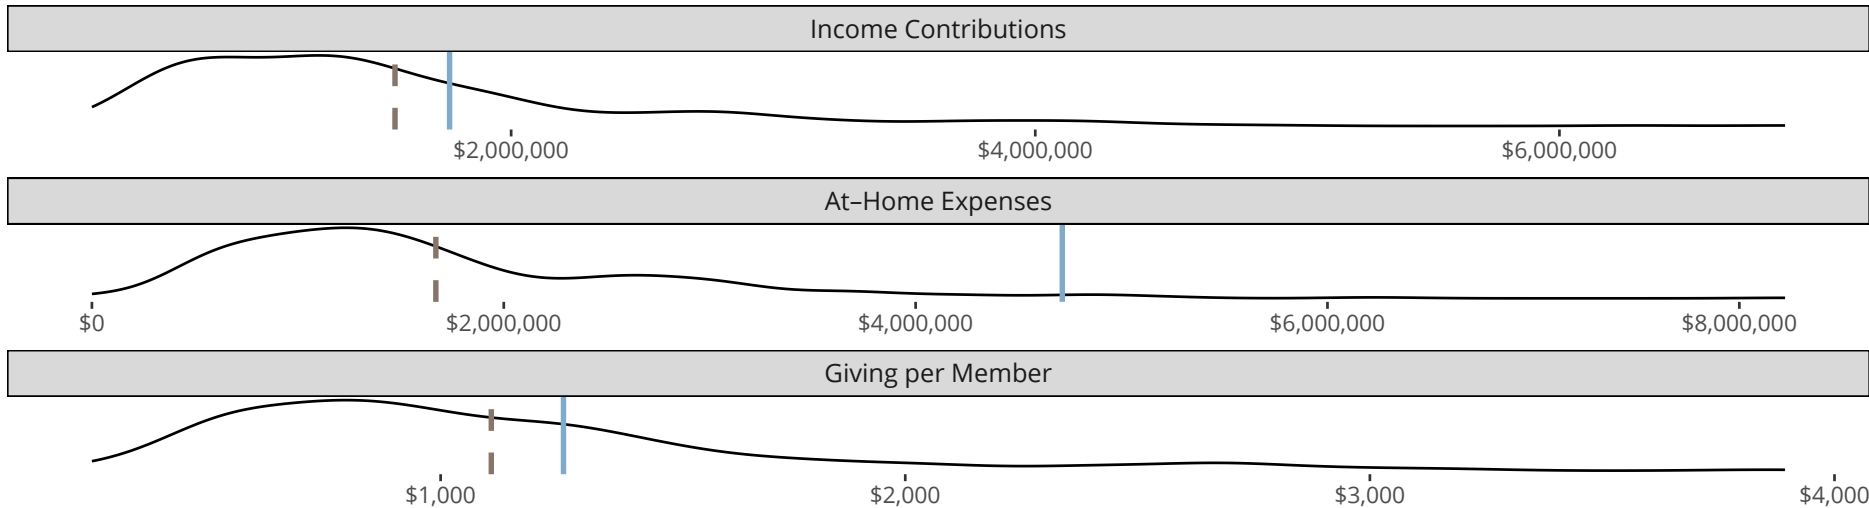 Income Contributions
$2,000,000 $4,000,000 $6,000,000
At–Home Expenses
$0 $2,000,000 $4,000,000 $6,000,000 $8,000,000
Giving per Member
$1,000 $2,000 $3,000 $4,000